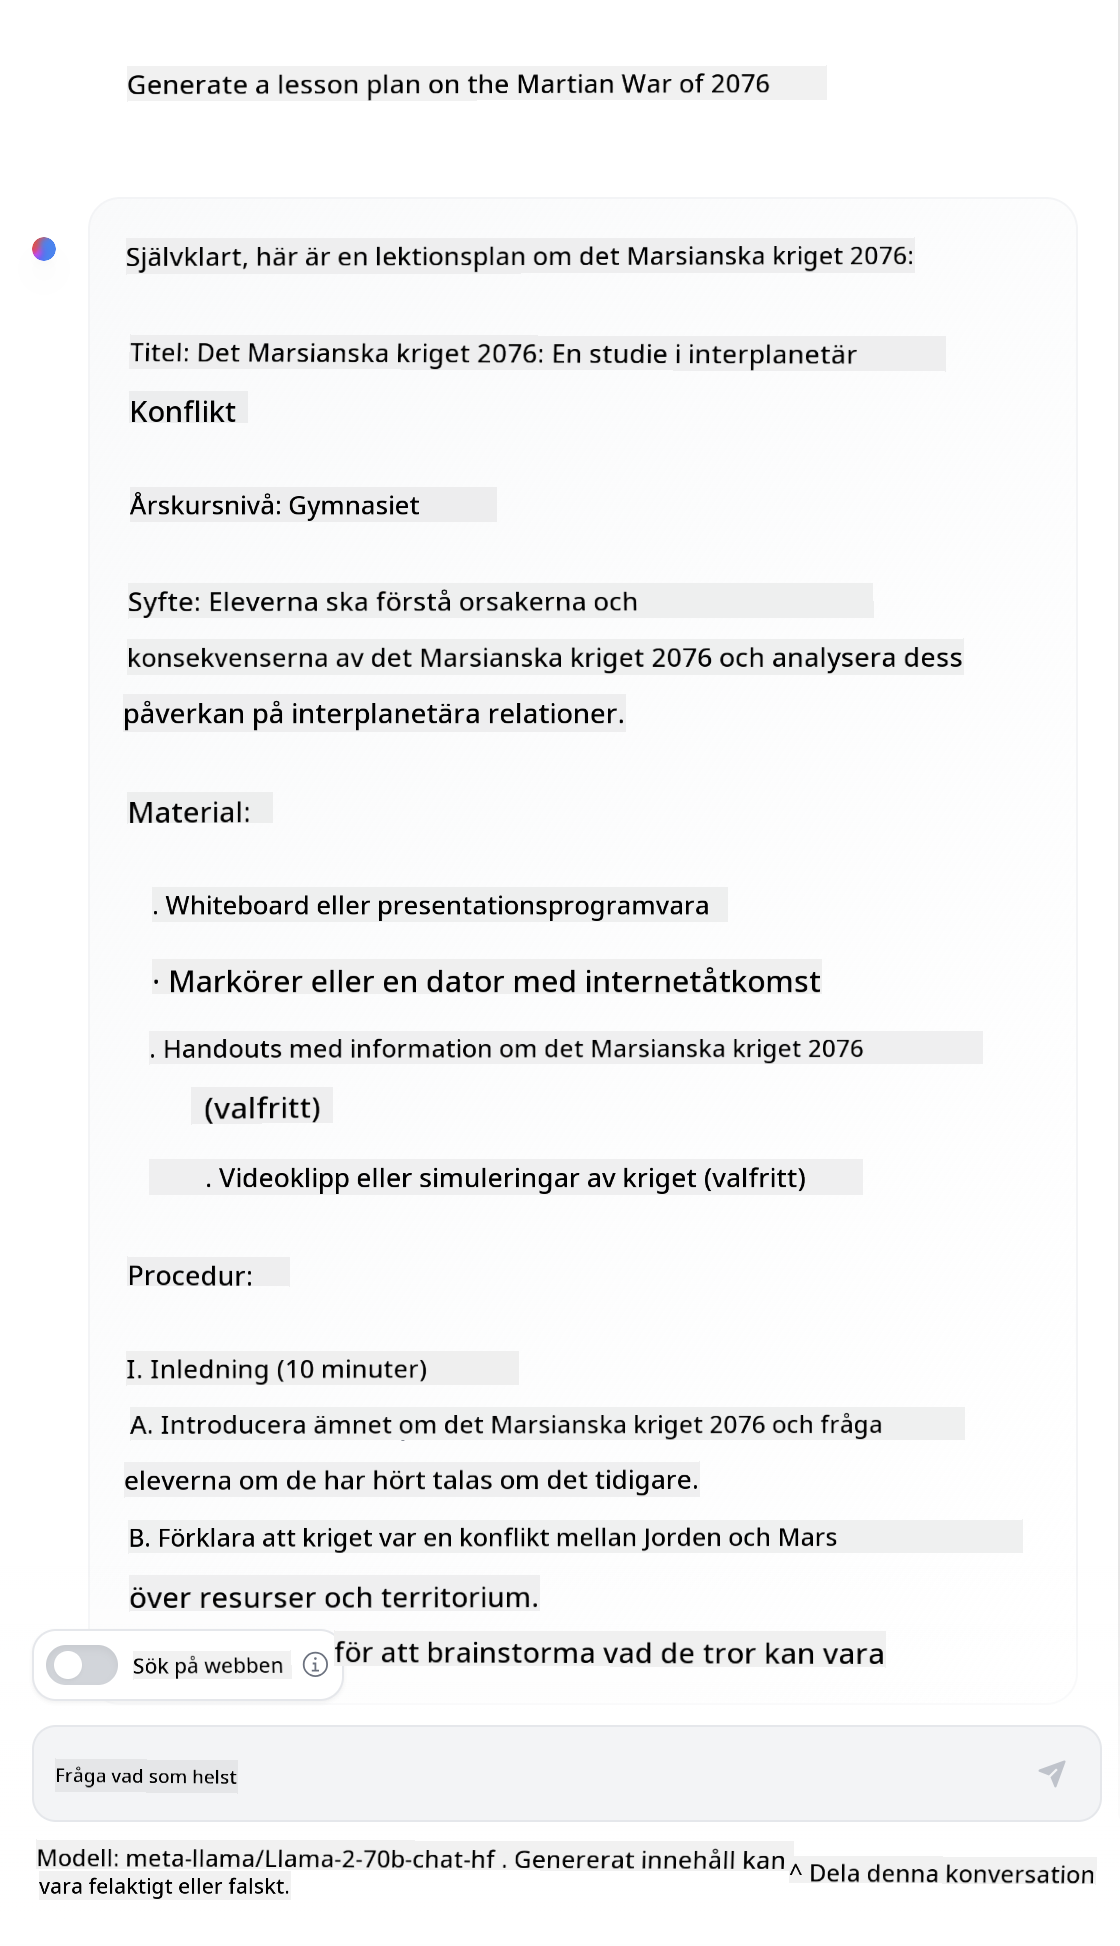 Generate a lesson plan on the Martian War of 2076
Självklart, här är en lektionsplan om det Marsianska kriget 2076:
Titel: Det Marsianska kriget 2076: En studie i interplanetär
Konflikt
Årskursnivå: Gymnasiet
Syfte: Eleverna ska förstå orsakerna och
konsekvenserna av det Marsianska kriget 2076 och analysera dess
påverkan på interplanetära relationer.
Material:
. Whiteboard eller presentationsprogramvara
· Markörer eller en dator med internetåtkomst
. Handouts med information om det Marsianska kriget 2076
(valfritt)
. Videoklipp eller simuleringar av kriget (valfritt)
Procedur:
I. Inledning (10 minuter)
A. Introducera ämnet om det Marsianska kriget 2076 och fråga
eleverna om de har hört talas om det tidigare.
B. Förklara att kriget var en konflikt mellan Jorden och Mars
över resurser och territorium.
för att brainstorma vad de tror kan vara
Sök på webben
Fråga vad som helst
Modell: meta-llama/Llama-2-70b-chat-hf . Genererat innehåll kan
vara felaktigt eller falskt.
^ Dela denna konversation